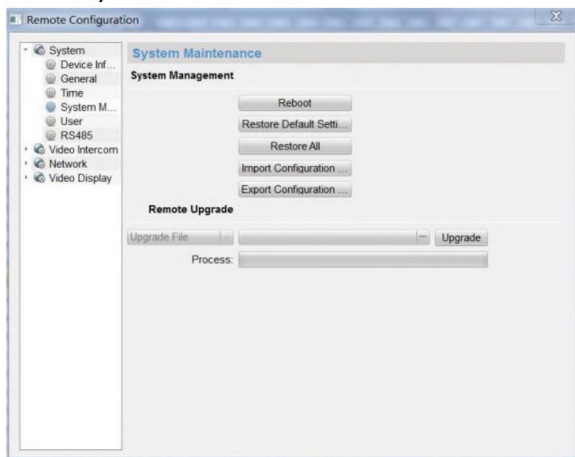 Remote Configuration
System
Device Inf...
General
Time
System M...
User
RS485
Video Intercom
Network
Video Display
System Maintenance
System Management
Reboot
Restore Default Setti...
Restore All
Import Configuration ...
Export Configuration ...
Remote Upgrade
Upgrade File
Upgrade
Process: